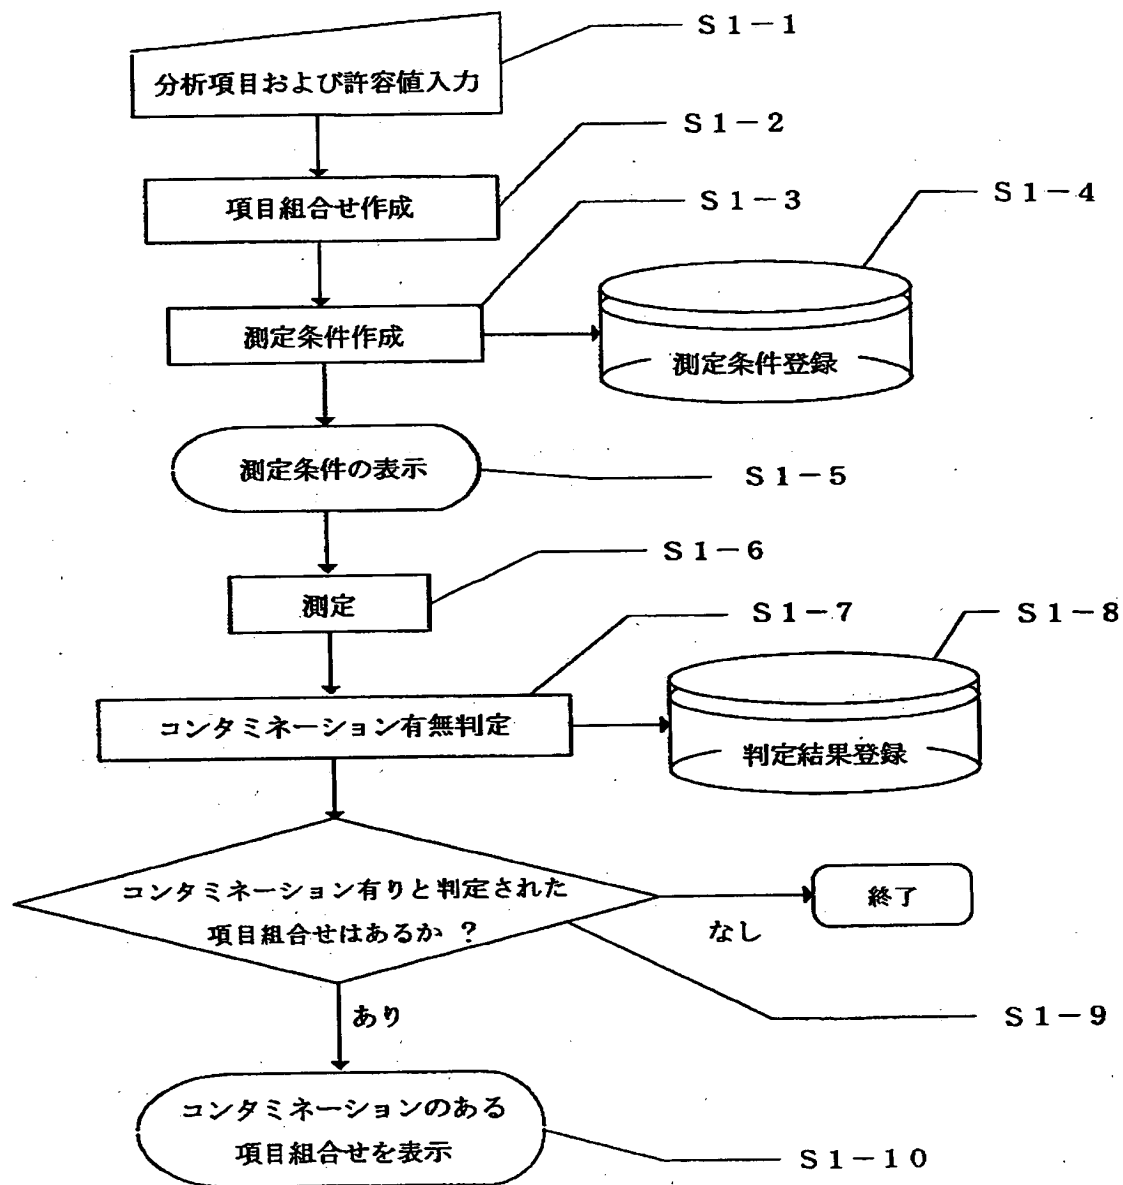 S1-1
分析項目および許容値入力
S1-2
項目組合せ作成
S1-3
S1-4
測定条件作成
測定条件登録
測定条件の表示
S1-5
S1-6
測定
S1-7
S1-8
コンタミネーション有無判定
判定結果登録
コンタミネーション有りと判定された
項目組合せはあるか ?
終了
なし
あり
S1-9
コンタミネーションのある
項目組合せを表示
S1-10